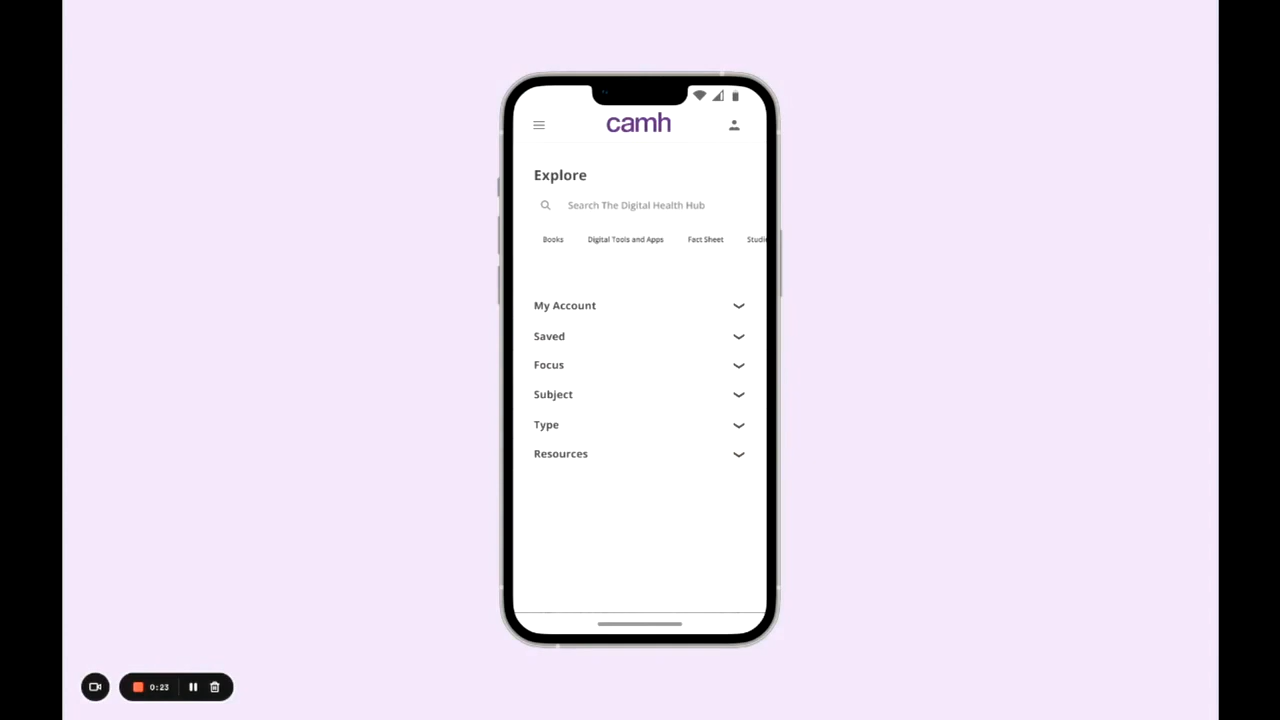 camh
Explore
Search The Digital Health Hub
Books Digital Tools and Apps Fact Sheet Studie
My Account
Saved
Focus
Subject
Type
Resources
0:23